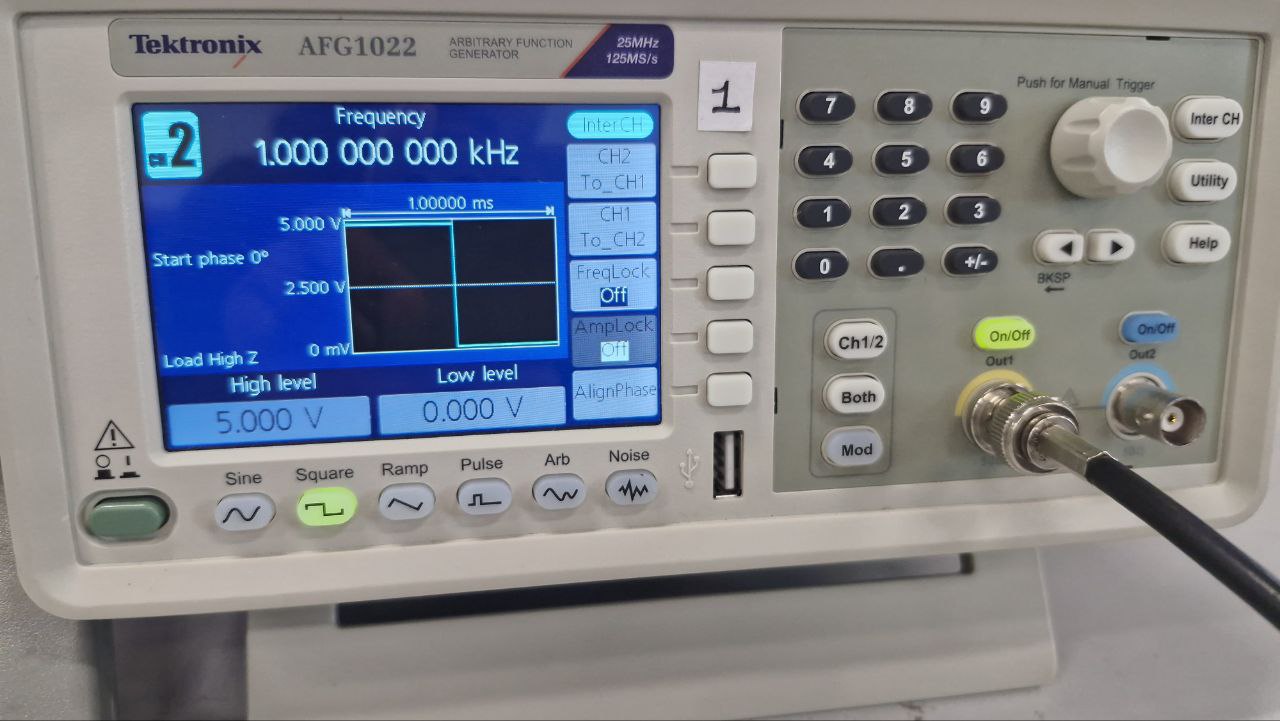 Tektronix AFG1022 ARBITRARY FUNCTION GENERATOR 25MHz 125MS/s
1
CH2
Frequency
1.000 000 000 kHz
1.00000 ms
5.000 V
Start phase 0°
2.500 V
Load High Z
0 mV
High level
Low level
5.000 V
0.000 V
InterCH
CH2
To_CH1
CH1
To_CH2
FreqLock
Off
AmpLock
Off
AlignPhase
Sine
Square
Ramp
Pulse
Arb
Noise
7 8 9
4 5 6
1 2 3
0 . +/-
Push for Manual Trigger
Inter CH
Utility
Help
BKSP
Ch1/2
Both
Mod
On/Off
Out1
On/Off
Out2